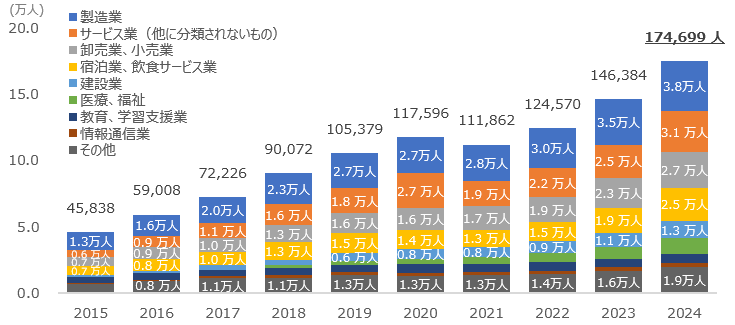 (万人)
20.0
15.0
10.0
5.0
0.0
製造業
サービス業（他に分類されないもの）
卸売業、小売業
宿泊業、飲食サービス業
建設業
医療、福祉
教育、学習支援業
情報通信業
その他
45,838
1.3万人
0.6 万人
0.7 万人
0.7 万人
2015
59,008
1.6万人
0.9 万人
0.9 万人
0.8 万人
0.8 万人
2016
72,226
2.0万人
1.1 万人
1.0 万人
1.0 万人
1.1万人
2017
90,072
2.3万人
1.6 万人
1.3 万人
1.3 万人
1.1万人
2018
105,379
2.7万人
1.8 万人
1.6 万人
1.5 万人
0.6 万人
1.3万人
2019
117,596
2.7万人
2.7 万人
1.6 万人
1.4 万人
0.8 万人
1.3万人
2020
111,862
2.8万人
1.9 万人
1.7 万人
1.3 万人
0.8 万人
1.3万人
2021
124,570
3.0万人
2.2 万人
1.9 万人
1.5 万人
0.9 万人
1.4万人
2022
146,384
3.5万人
2.5 万人
2.3 万人
1.9 万人
1.1 万人
1.6万人
2023
174,699 人
3.8万人
3.1 万人
2.7 万人
2.5 万人
1.3 万人
1.9万人
2024